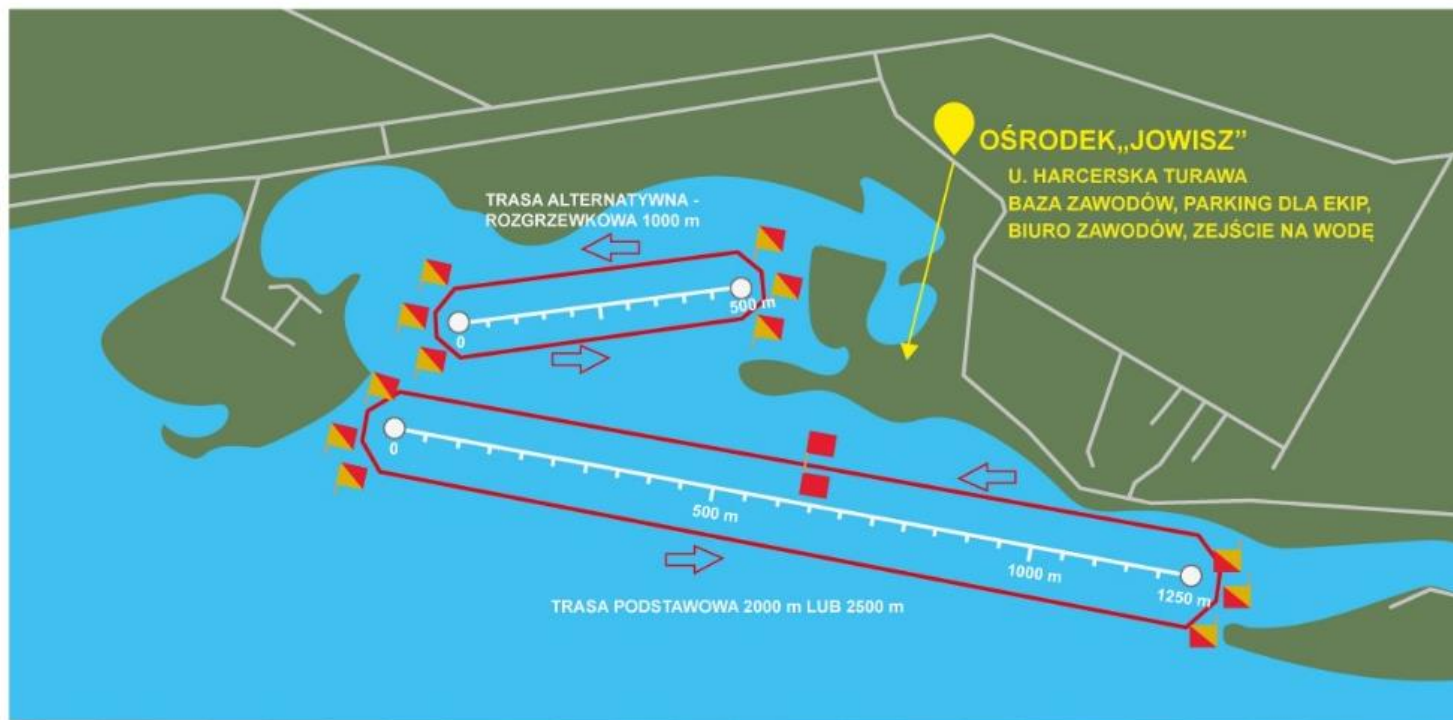 OŚRODEK„JOWISZ”
U. HARCERSKA TURAWA
BAZA ZAWODÓW, PARKING DLA EKIP,
BIURO ZAWODÓW, ZEJŚCIE NA WODĘ
TRASA ALTERNATYWNA -
ROZGRZEWKOWA 1000 m
500 m
0
0
500 m
1000 m
1250 m
TRASA PODSTAWOWA 2000 m LUB 2500 m